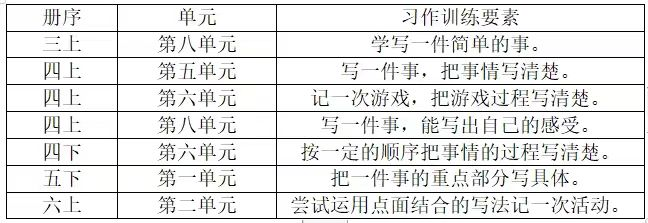 册序 单元 习作训练要素
三上 第八单元 学写一件简单的事。
四上 第五单元 写一件事，把事情写清楚。
四上 第六单元 记一次游戏，把游戏过程写清楚。
四上 第八单元 写一件事，能写出自己的感受。
四下 第六单元 按一定的顺序把事情的过程写清楚。
五下 第一单元 把一件事的重点部分写具体。
六上 第二单元 尝试运用点面结合的写法记一次活动。